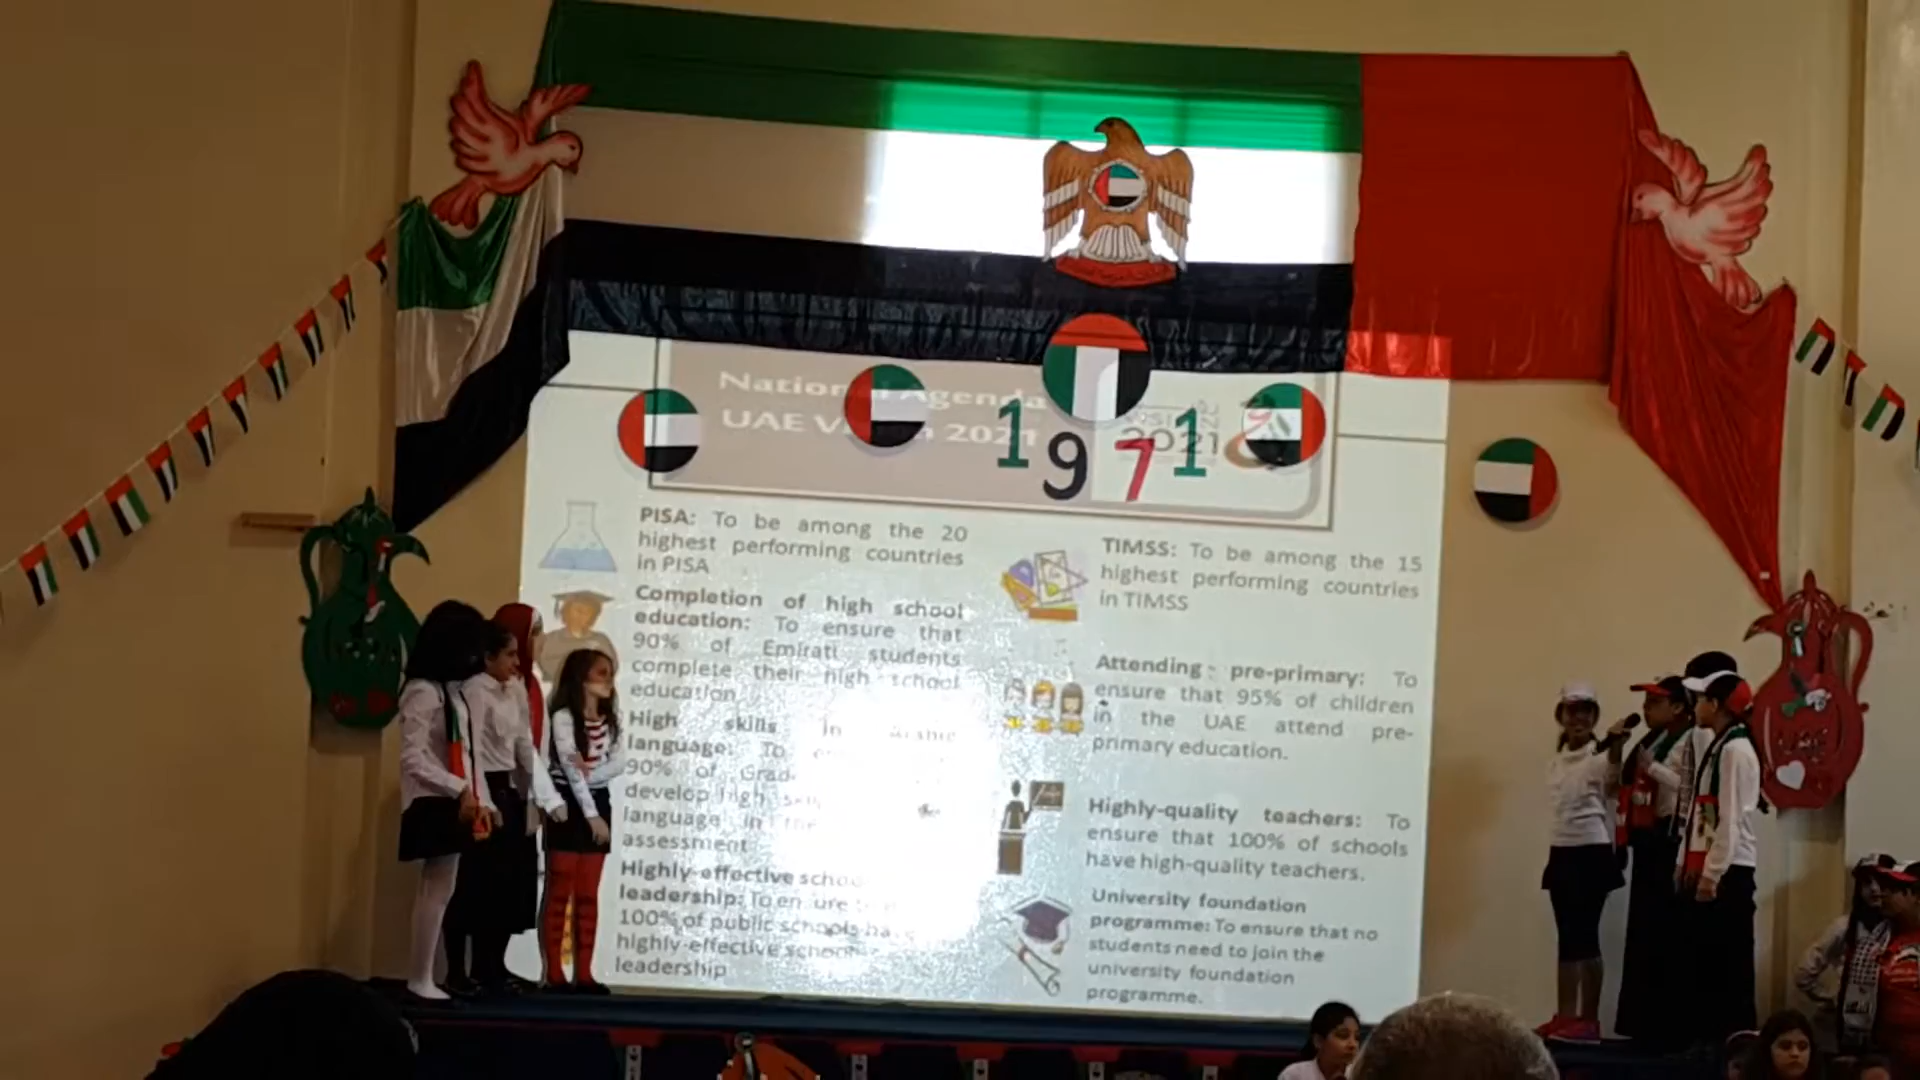 National Agenda
UAE Vision 2021
2021
1971
PISA: To be among the 20
highest performing countries
in PISA
Completion of high school
education: To ensure that
90% of Emirati students
complete their high school
education
High skills in
language: To
90% of Grad
develop high
language in the
assessment
Highly-effective
leadership: To
100% of public schools
highly-effective school
leadership
TIMSS: To be among the 15
highest performing countries
in TIMSS
Attending pre-primary: To
ensure that 95% of children
in the UAE attend pre-
primary education.
Highly-quality teachers: To
ensure that 100% of schools
have high-quality teachers.
University foundation
programme: To ensure that no
students need to join the
university foundation
programme.
UAE